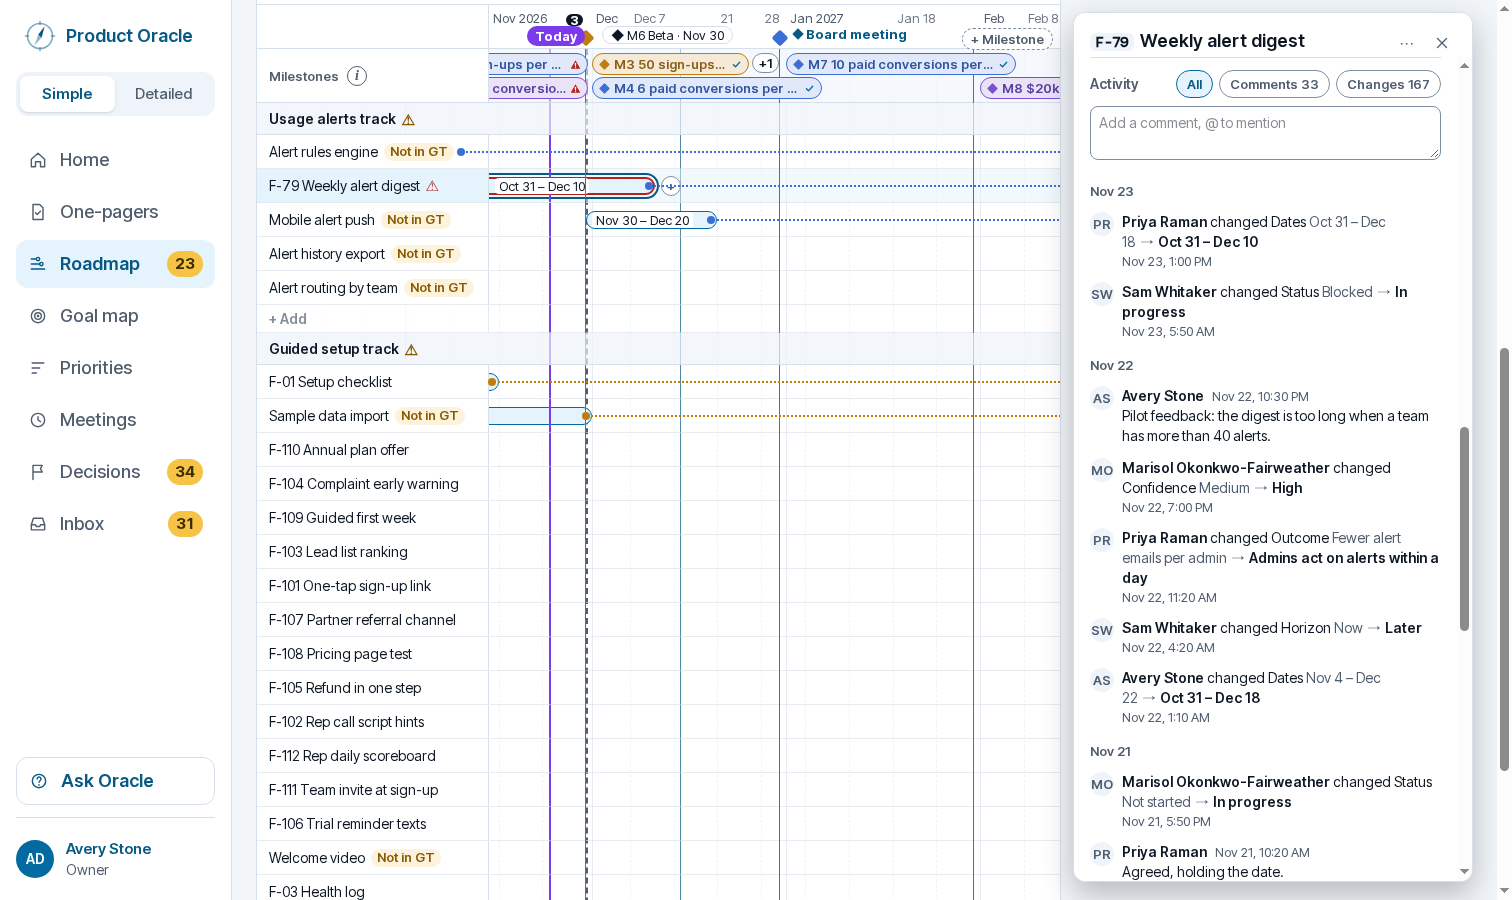 Product Oracle
Simple
Detailed
Home
One-pagers
Roadmap
23
Goal map
Priorities
Meetings
Decisions
34
Inbox
31
Ask Oracle
AD
Avery Stone
Owner
Nov 2026
3
Dec
Dec 7
21
28
Jan 2027
Jan 18
Feb
Feb 8
Today
M6 Beta · Nov 30
Board meeting
+ Milestone
Milestones
i
n-ups per ...
M3 50 sign-ups...
+1
M7 10 paid conversions per...
conversio...
M4 6 paid conversions per ...
M8 $20k
Usage alerts track
Alert rules engine
Not in GT
F-79 Weekly alert digest
Oct 31 – Dec 10
+
Mobile alert push
Not in GT
Nov 30 – Dec 20
Alert history export
Not in GT
Alert routing by team
Not in GT
+ Add
Guided setup track
F-01 Setup checklist
Sample data import
Not in GT
F-110 Annual plan offer
F-104 Complaint early warning
F-109 Guided first week
F-103 Lead list ranking
F-101 One-tap sign-up link
F-107 Partner referral channel
F-108 Pricing page test
F-105 Refund in one step
F-102 Rep call script hints
F-112 Rep daily scoreboard
F-111 Team invite at sign-up
F-106 Trial reminder texts
Welcome video
Not in GT
F-03 Health log
F-79
Weekly alert digest
...
Activity
All
Comments 33
Changes 167
Add a comment, @ to mention
Nov 23
PR
Priya Raman changed Dates Oct 31 – Dec
18 → Oct 31 – Dec 10
Nov 23, 1:00 PM
SW
Sam Whitaker changed Status Blocked → In
progress
Nov 23, 5:50 AM
Nov 22
AS
Avery Stone Nov 22, 10:30 PM
Pilot feedback: the digest is too long when a team
has more than 40 alerts.
MO
Marisol Okonkwo-Fairweather changed
Confidence Medium → High
Nov 22, 7:00 PM
PR
Priya Raman changed Outcome Fewer alert
emails per admin → Admins act on alerts within a
day
Nov 22, 11:20 AM
SW
Sam Whitaker changed Horizon Now → Later
Nov 22, 4:20 AM
AS
Avery Stone changed Dates Nov 4 – Dec
22 → Oct 31 – Dec 18
Nov 22, 1:10 AM
Nov 21
MO
Marisol Okonkwo-Fairweather changed Status
Not started → In progress
Nov 21, 5:50 PM
PR
Priya Raman Nov 21, 10:20 AM
Agreed, holding the date.